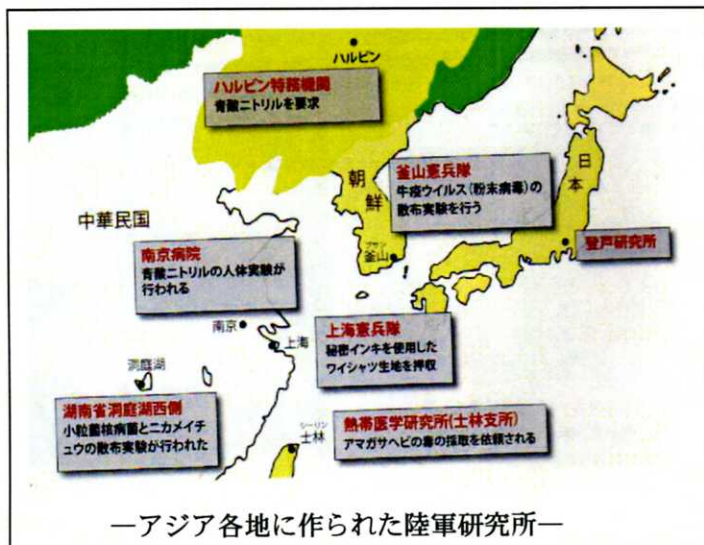 ハルビン
ハルビン特務機関
青酸ニトリルを要求
日本
朝鮮
釜山憲兵隊
牛疫ウイルス(粉末病毒)の
散布実験を行う
中華民国
プサン
釜山
登戸研究所
南京病院
青酸ニトリルの人体実験が
行われる
南京
上海
上海憲兵隊
秘密インキを使用した
ワイシャツ生地を押収
洞庭湖
湖南省洞庭湖西側
小粒菌核病菌とニカメイチ
ュウの散布実験が行われた
シーリン
士林
熱帯医学研究所(士林支所)
アマガサヘビの毒の採取を依頼される
―アジア各地に作られた陸軍研究所―